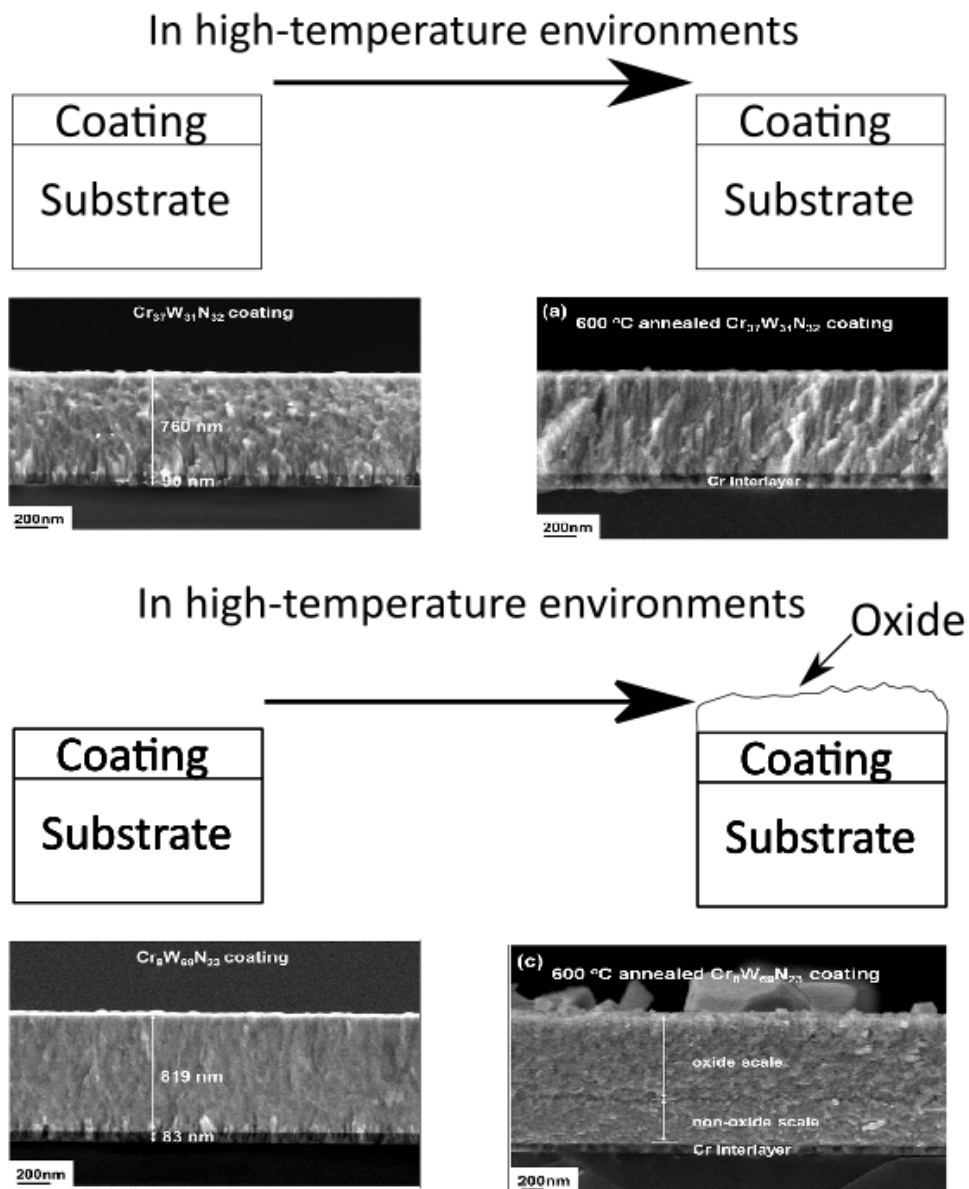 In high-temperature environments
Coating
Substrate
Coating
Substrate
Cr37W31N32 coating
760 nm
90 nm
200nm
(a)
600 °C annealed Cr37W31N32 coating
Cr Interlayer
200nm
In high-temperature environments
Oxide
Coating
Substrate
Coating
Substrate
Cr8W69N23 coating
819 nm
83 nm
200nm
(c)
600 °C annealed Cr8W69N23 coating
oxide scale
non-oxide scale
Cr Interlayer
200nm